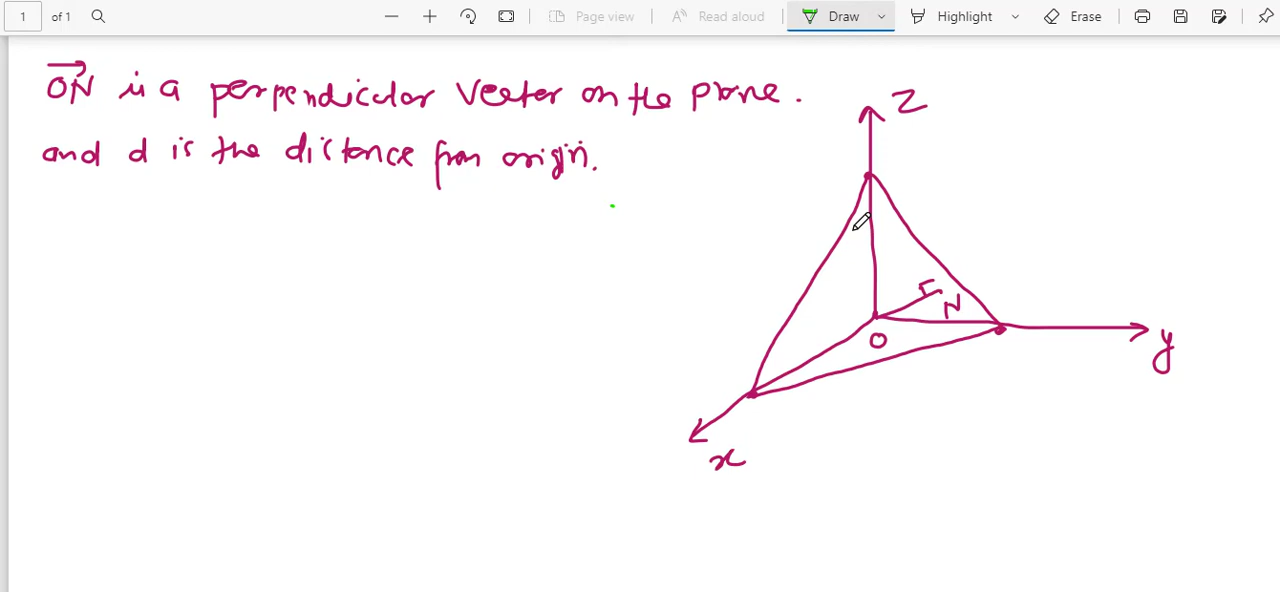 1 of 1 Page view Read aloud Draw Highlight Erase
ON is a perpendicular vector on the plane.
and d is the distance from origin.
z
N
O
y
x